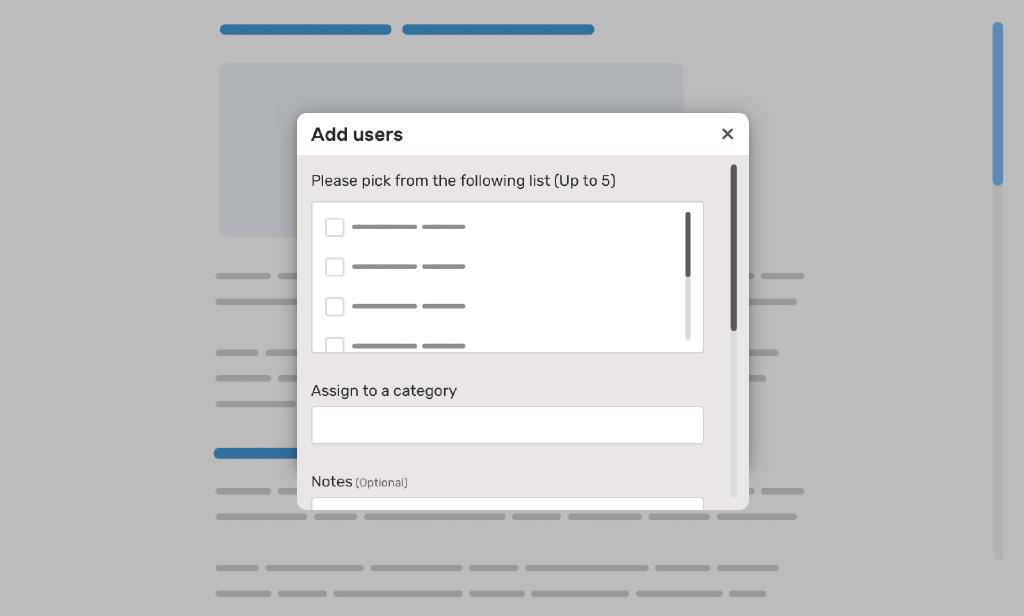 Add users
Please pick from the following list (Up to 5)
Assign to a category
Notes (Optional)